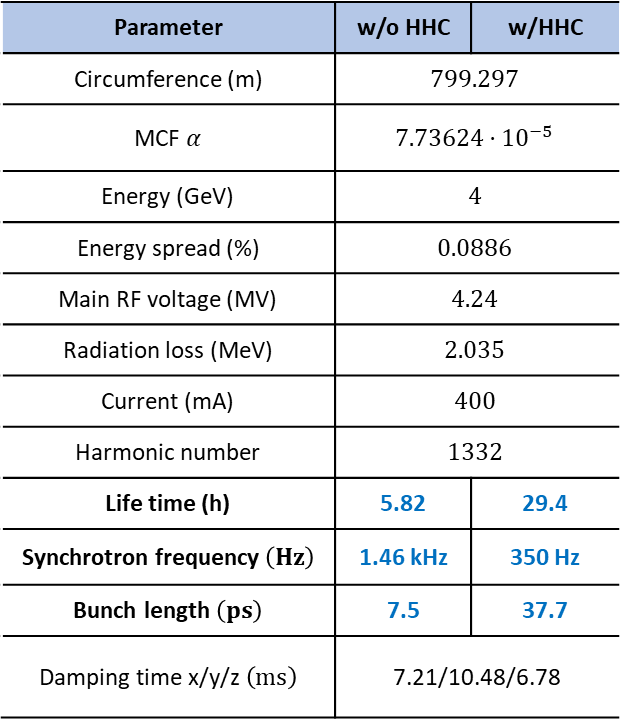 Parameter w/o HHC w/HHC
Circumference (m) 799.297
MCF α 7.73624 · 10⁻⁵
Energy (GeV) 4
Energy spread (%) 0.0886
Main RF voltage (MV) 4.24
Radiation loss (MeV) 2.035
Current (mA) 400
Harmonic number 1332
Life time (h) 5.82 29.4
Synchrotron frequency (Hz) 1.46 kHz 350 Hz
Bunch length (ps) 7.5 37.7
Damping time x/y/z (ms) 7.21/10.48/6.78